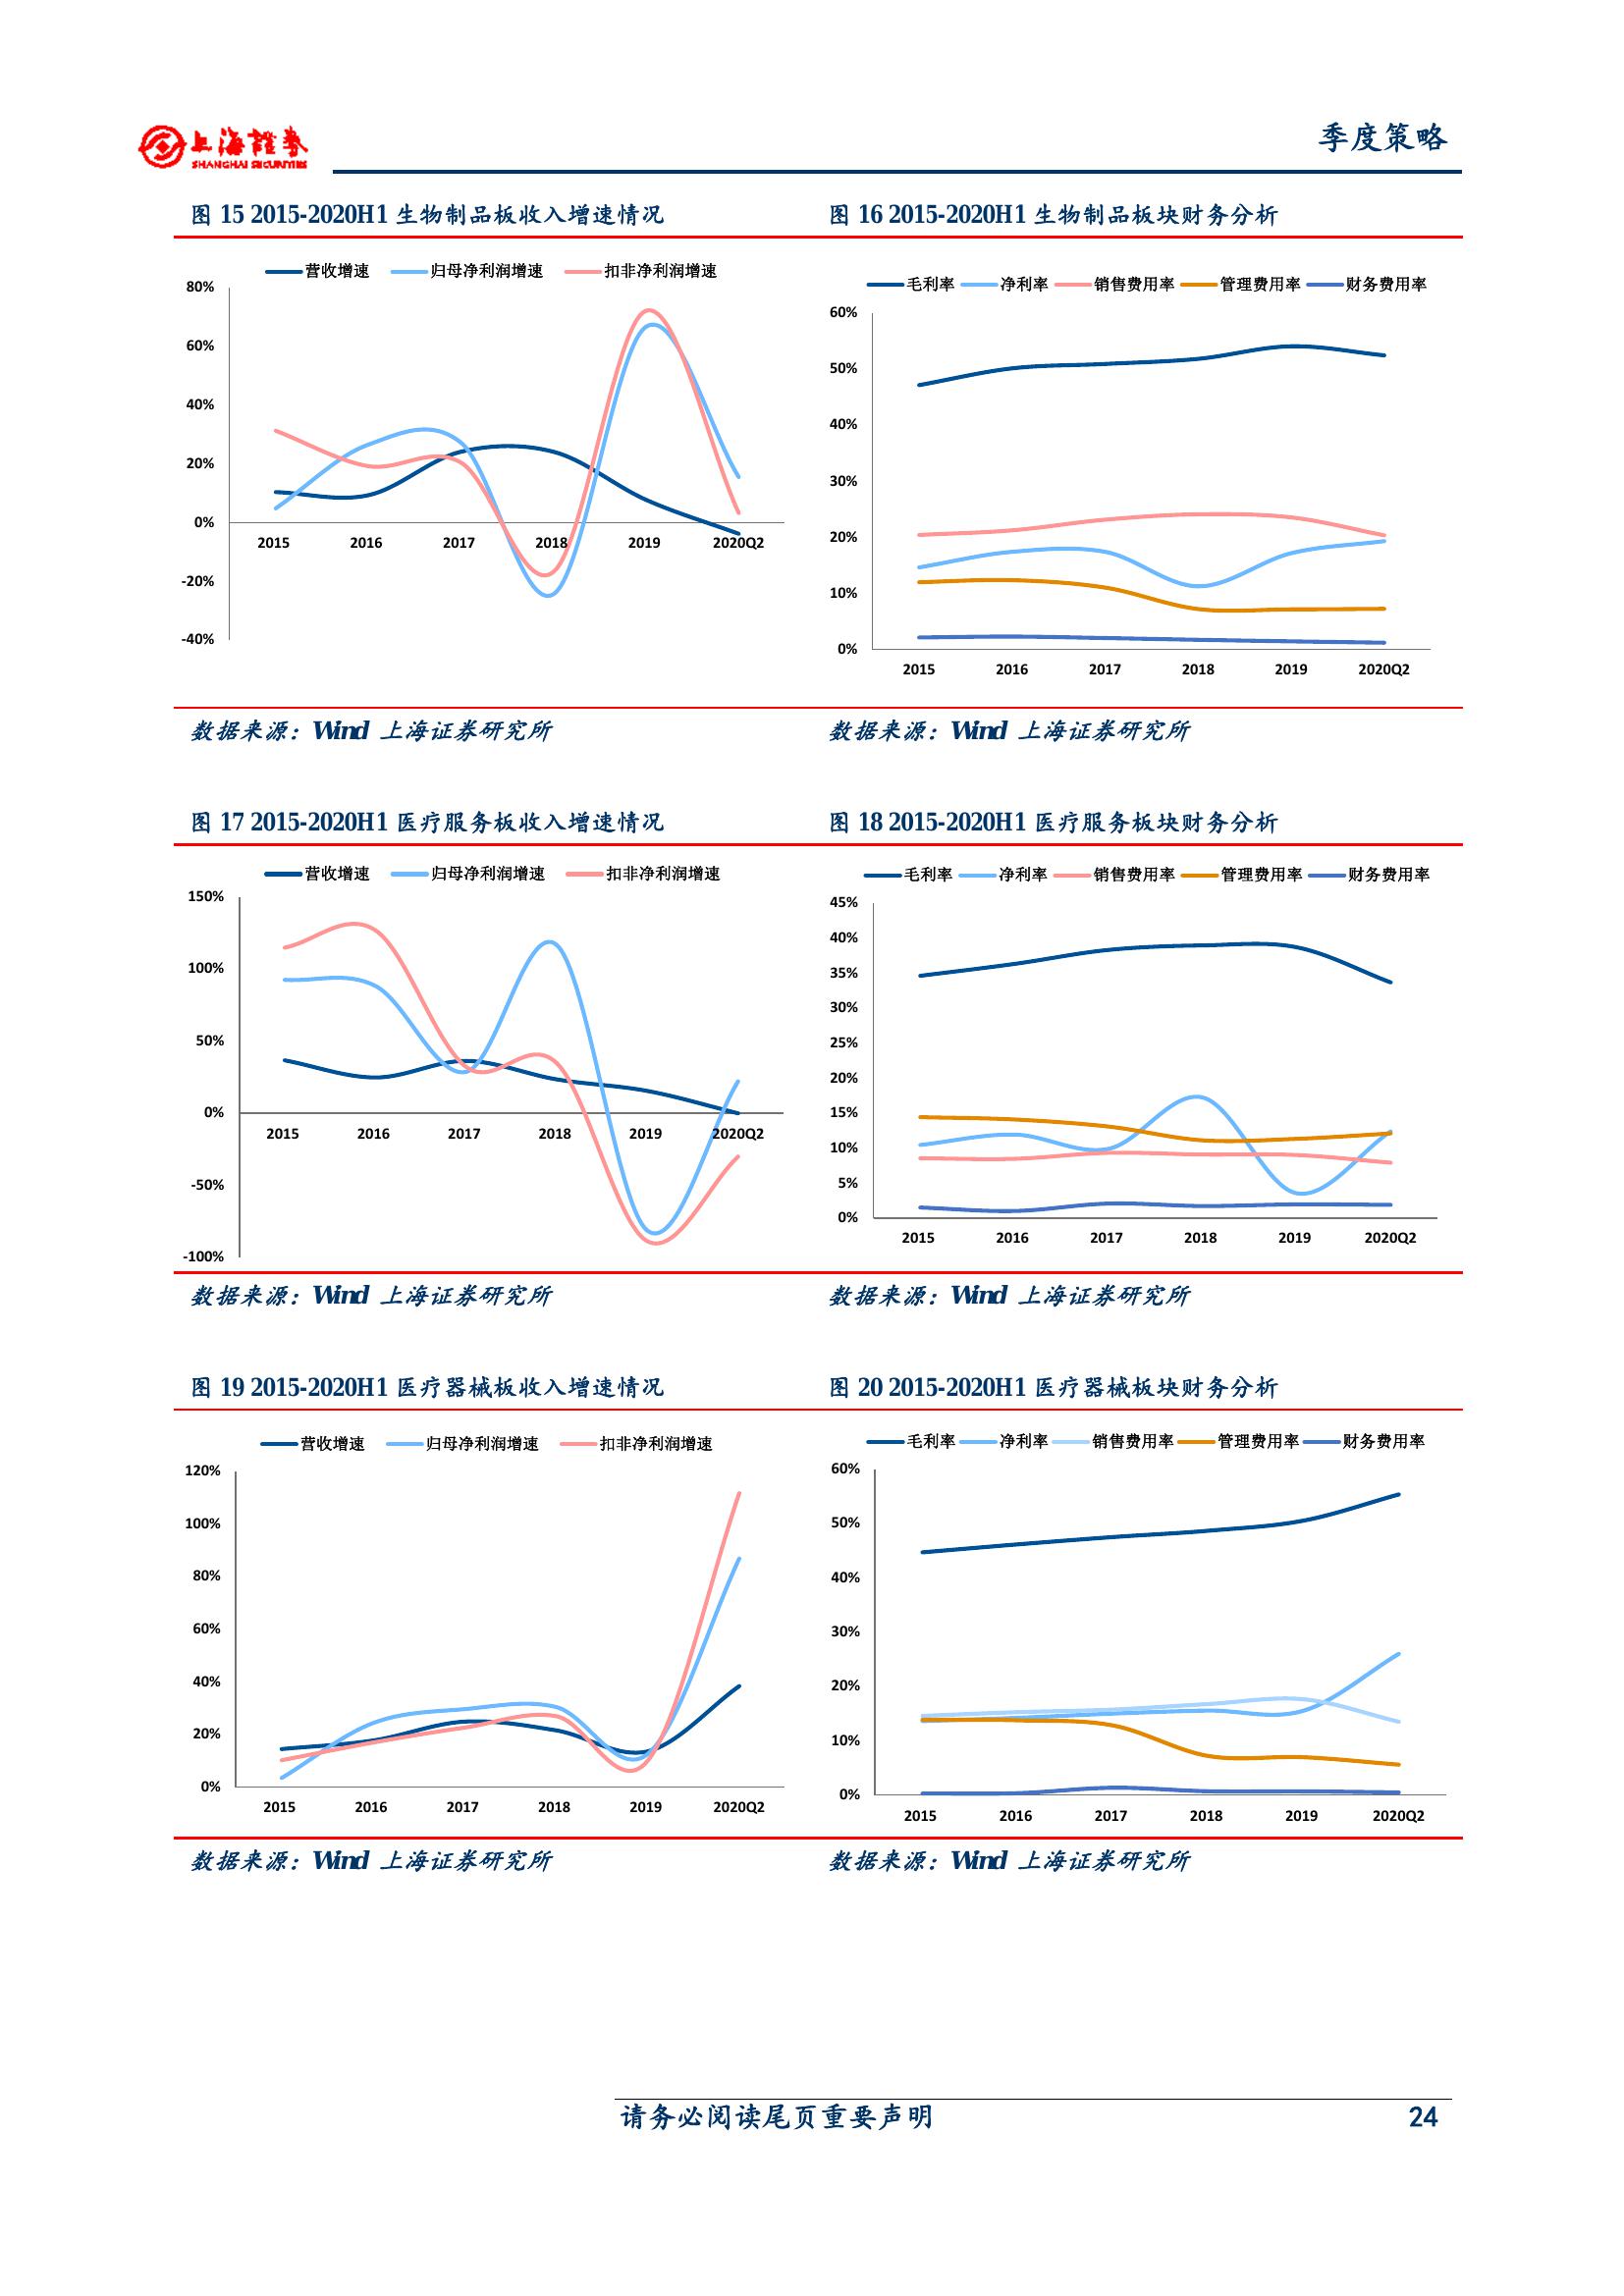 上海證券
SHANGHAI SECURITIES
季度策略
图 15 2015-2020H1 生物制品板收入增速情况
营收增速 归母净利润增速 扣非净利润增速
80%
60%
40%
20%
0%
-20%
-40%
2015 2016 2017 2018 2019 2020Q2
图 16 2015-2020H1 生物制品板块财务分析
毛利率 净利率 销售费用率 管理费用率 财务费用率
60%
50%
40%
30%
20%
10%
0%
2015 2016 2017 2018 2019 2020Q2
数据来源：Wind 上海证券研究所
数据来源：Wind 上海证券研究所
图 17 2015-2020H1 医疗服务板收入增速情况
营收增速 归母净利润增速 扣非净利润增速
150%
100%
50%
0%
-50%
-100%
2015 2016 2017 2018 2019 2020Q2
图 18 2015-2020H1 医疗服务板块财务分析
毛利率 净利率 销售费用率 管理费用率 财务费用率
45%
40%
35%
30%
25%
20%
15%
10%
5%
0%
2015 2016 2017 2018 2019 2020Q2
数据来源：Wind 上海证券研究所
数据来源：Wind 上海证券研究所
图 19 2015-2020H1 医疗器械板收入增速情况
营收增速 归母净利润增速 扣非净利润增速
120%
100%
80%
60%
40%
20%
0%
2015 2016 2017 2018 2019 2020Q2
图 20 2015-2020H1 医疗器械板块财务分析
毛利率 净利率 销售费用率 管理费用率 财务费用率
60%
50%
40%
30%
20%
10%
0%
2015 2016 2017 2018 2019 2020Q2
数据来源：Wind 上海证券研究所
数据来源：Wind 上海证券研究所
请务必阅读尾页重要声明
24